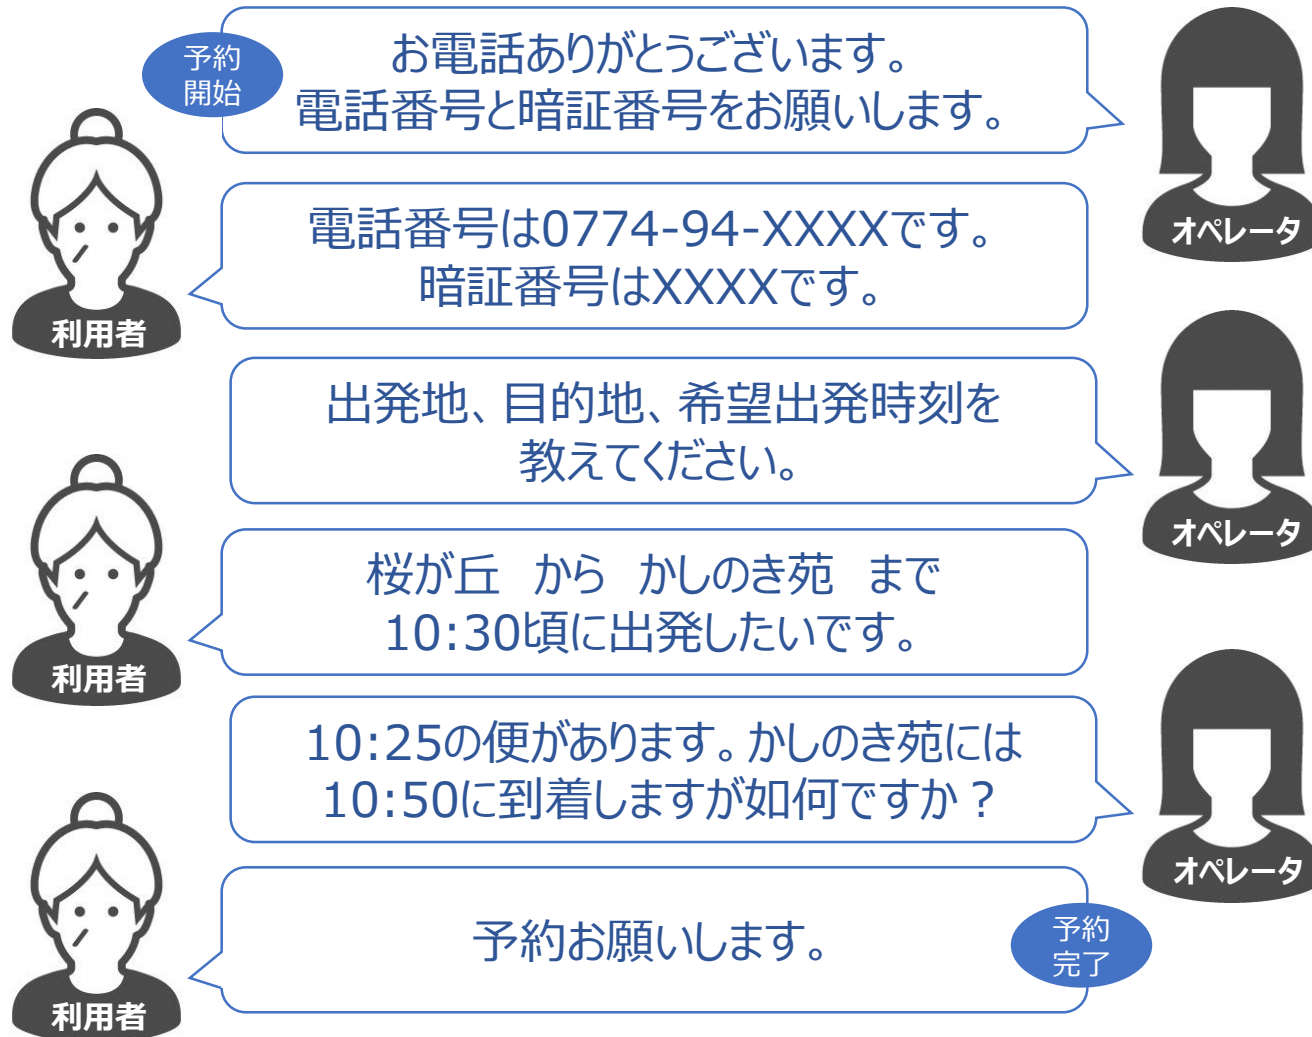 予約
開始
お電話ありがとうございます。
電話番号と暗証番号をお願いします。
オペレータ
電話番号は0774-94-XXXXです。
暗証番号はXXXXです。
利用者
出発地、目的地、希望出発時刻を
教えてください。
オペレータ
桜が丘　から　かしのき苑　まで
10:30頃に出発したいです。
利用者
10:25の便があります。かしのき苑には
10:50に到着しますが如何ですか？
オペレータ
予約お願いします。
予約
完了
利用者